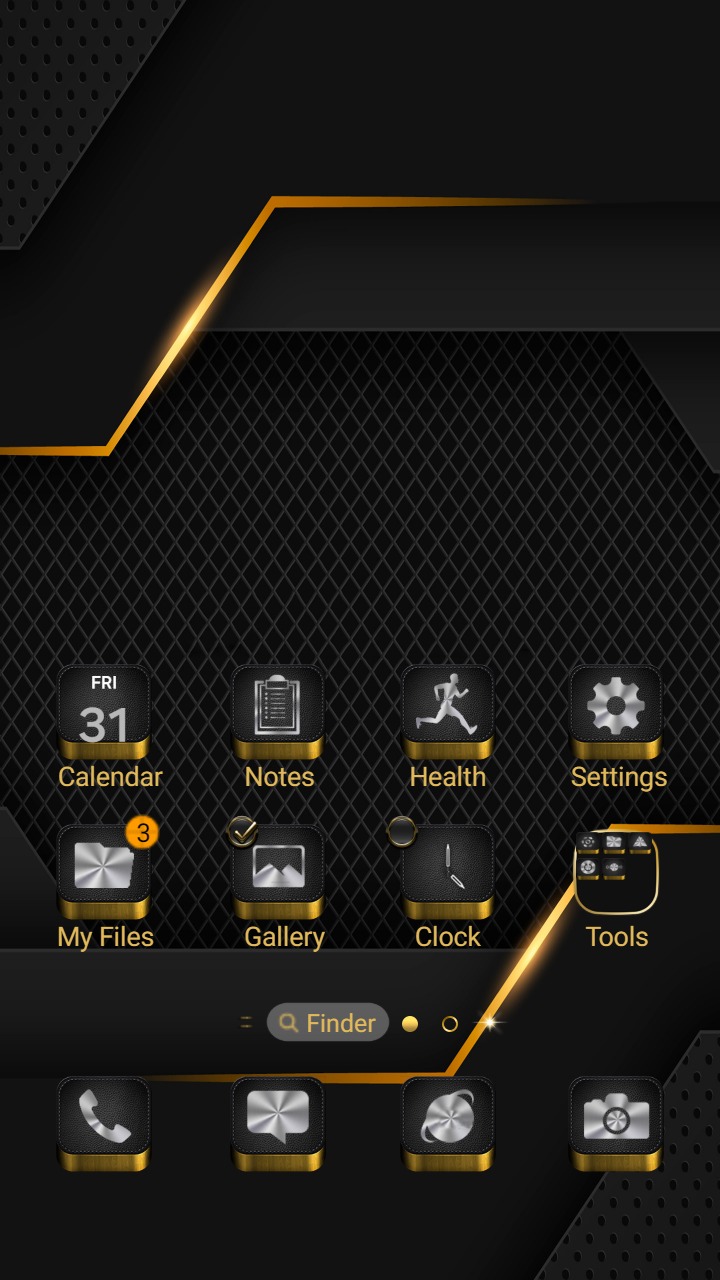 FRI
31
Calendar
Notes
Health
Settings
3
My Files
Gallery
Clock
Tools
Finder